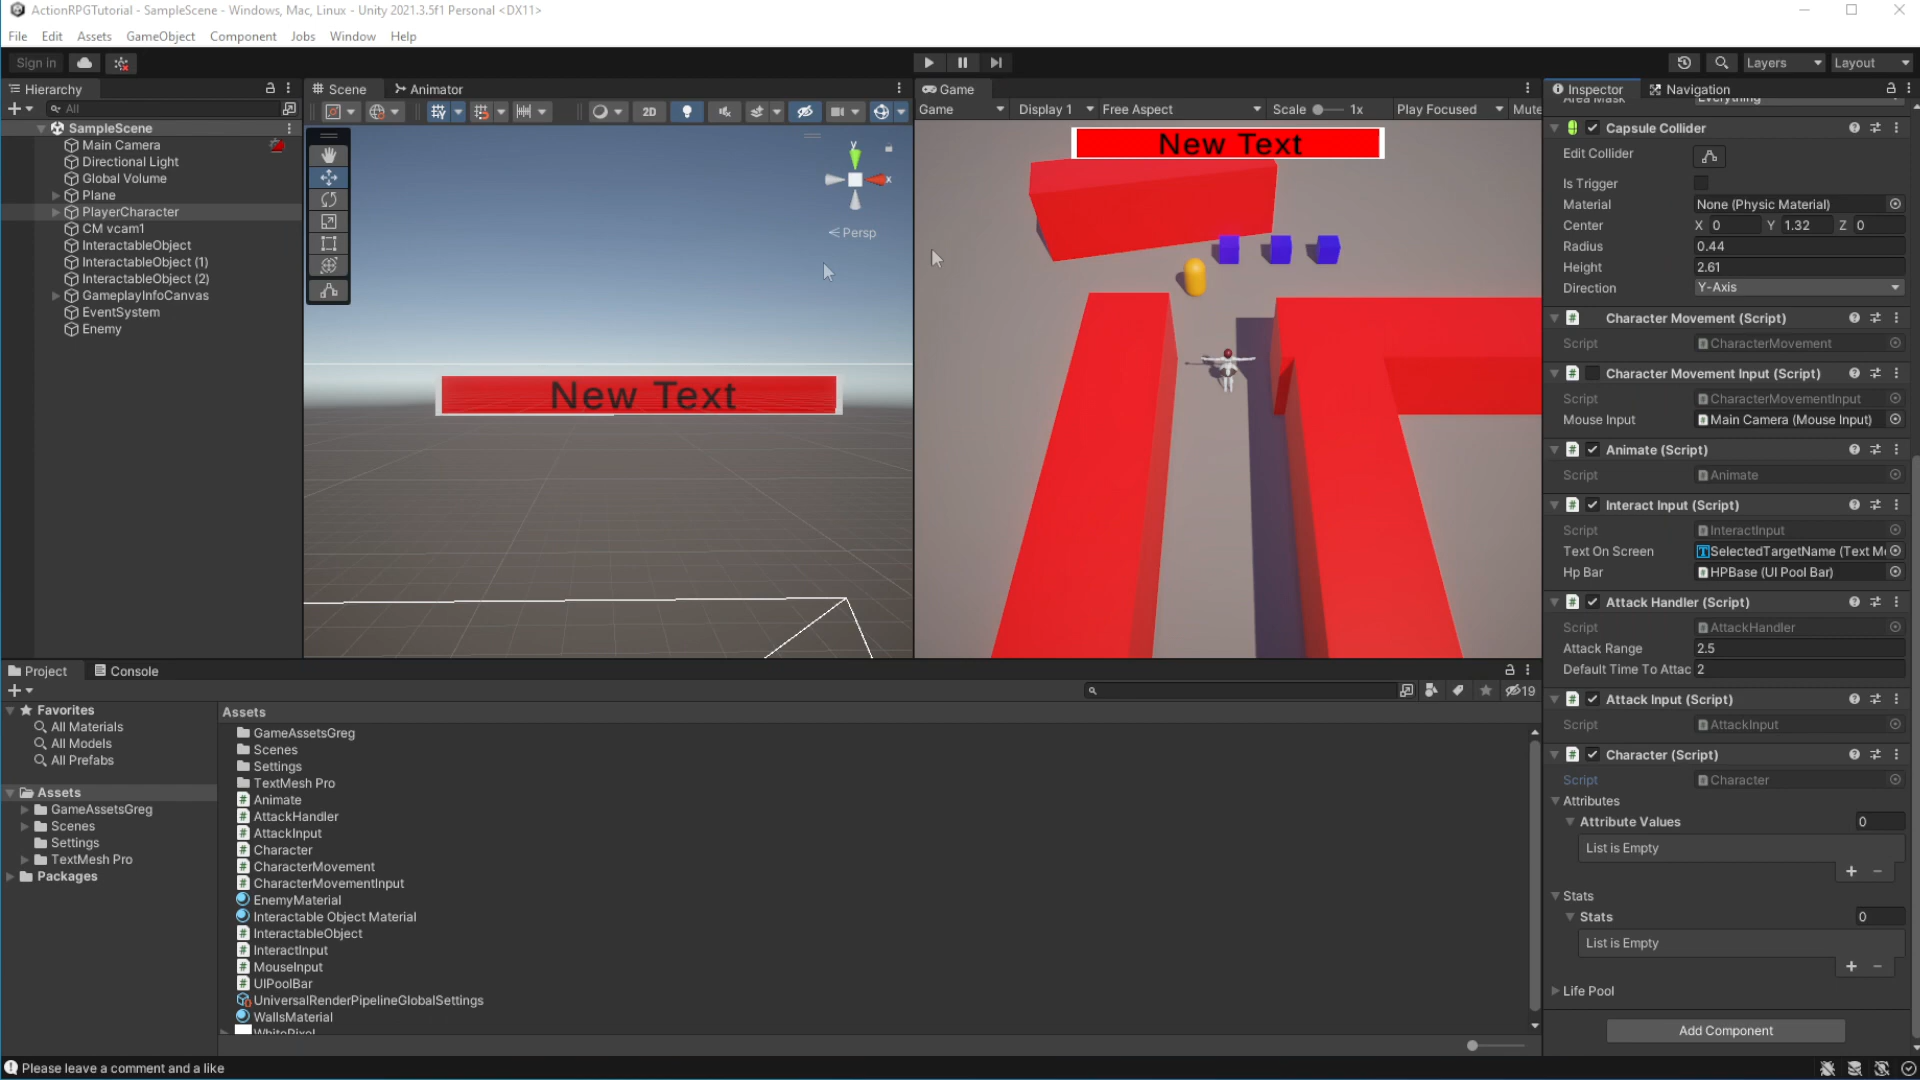 ActionRPGTutorial - SampleScene - Windows, Mac, Linux - Unity 2021.3.5f1 Personal <DX11>
File Edit Assets GameObject Component Jobs Window Help
Sign in
Layers Layout
Hierarchy
All
SampleScene
Main Camera
Directional Light
Global Volume
Plane
PlayerCharacter
CM vcam1
InteractableObject
InteractableObject (1)
InteractableObject (2)
GameplayInfoCanvas
EventSystem
Enemy
Scene Animator
2D
y
x
Persp
New Text
Game
Game Display 1 Free Aspect Scale 1x Play Focused Mute
New Text
Inspector Navigation
Capsule Collider
Edit Collider
Is Trigger
Material None (Physic Material)
Center X 0 Y 1.32 Z 0
Radius 0.44
Height 2.61
Direction Y-Axis
Character Movement (Script)
Script CharacterMovement
Character Movement Input (Script)
Script CharacterMovementInput
Mouse Input Main Camera (Mouse Input)
Animate (Script)
Script Animate
Interact Input (Script)
Script InteractInput
Text On Screen SelectedTargetName (Text M
Hp Bar HPBase (UI Pool Bar)
Attack Handler (Script)
Script AttackHandler
Attack Range 2.5
Default Time To Attac 2
Attack Input (Script)
Script AttackInput
Character (Script)
Script Character
Attributes
Attribute Values 0
List is Empty
+ -
Stats
Stats 0
List is Empty
+ -
Life Pool
Add Component
Project Console
19
Favorites
All Materials
All Models
All Prefabs
Assets
GameAssetsGreg
Scenes
Settings
TextMesh Pro
Packages
Assets
GameAssetsGreg
Scenes
Settings
TextMesh Pro
Animate
AttackHandler
AttackInput
Character
CharacterMovement
CharacterMovementInput
EnemyMaterial
Interactable Object Material
InteractableObject
InteractInput
MouseInput
UIPoolBar
UniversalRenderPipelineGlobalSettings
WallsMaterial
WhitePixel
Please leave a comment and a like